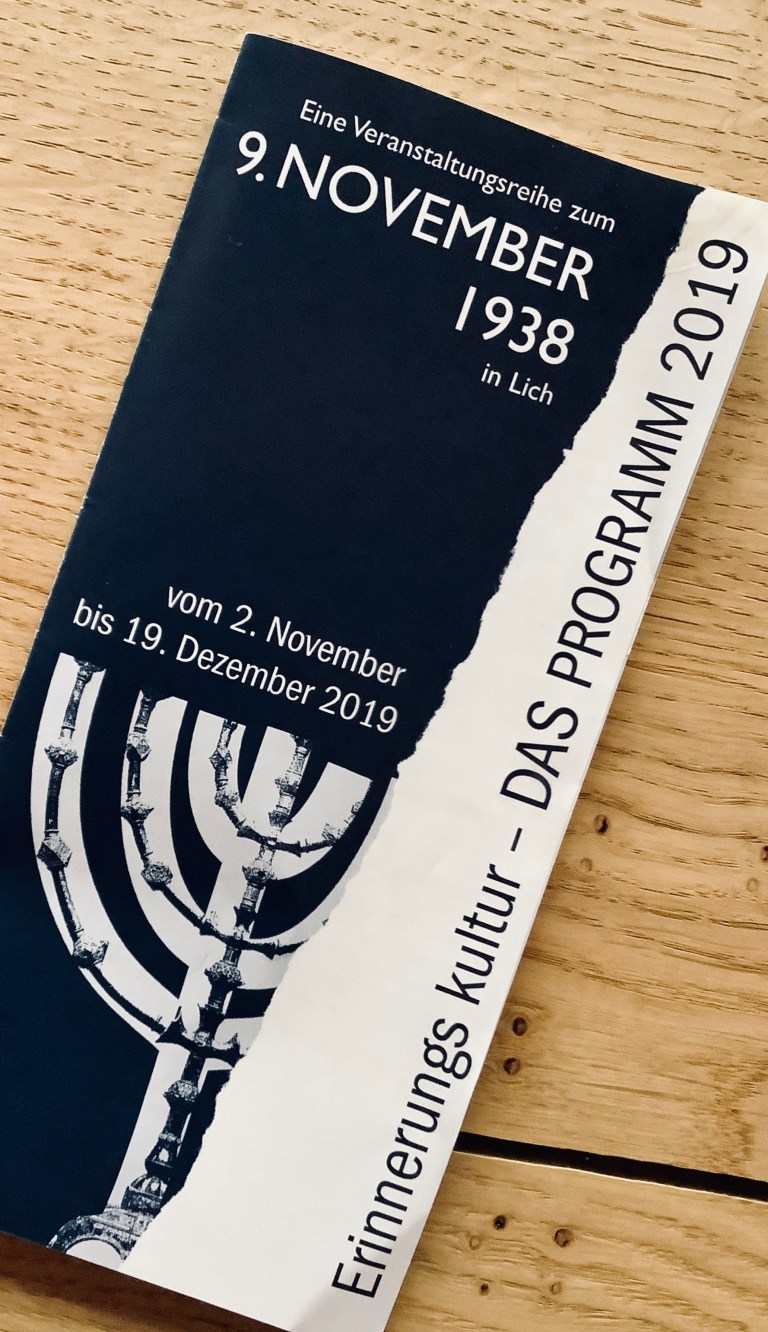 Eine Veranstaltungsreihe zum
9. NOVEMBER
1938
in Lich
vom 2. November
bis 19. Dezember 2019
Erinnerungs kultur – DAS PROGRAMM 2019